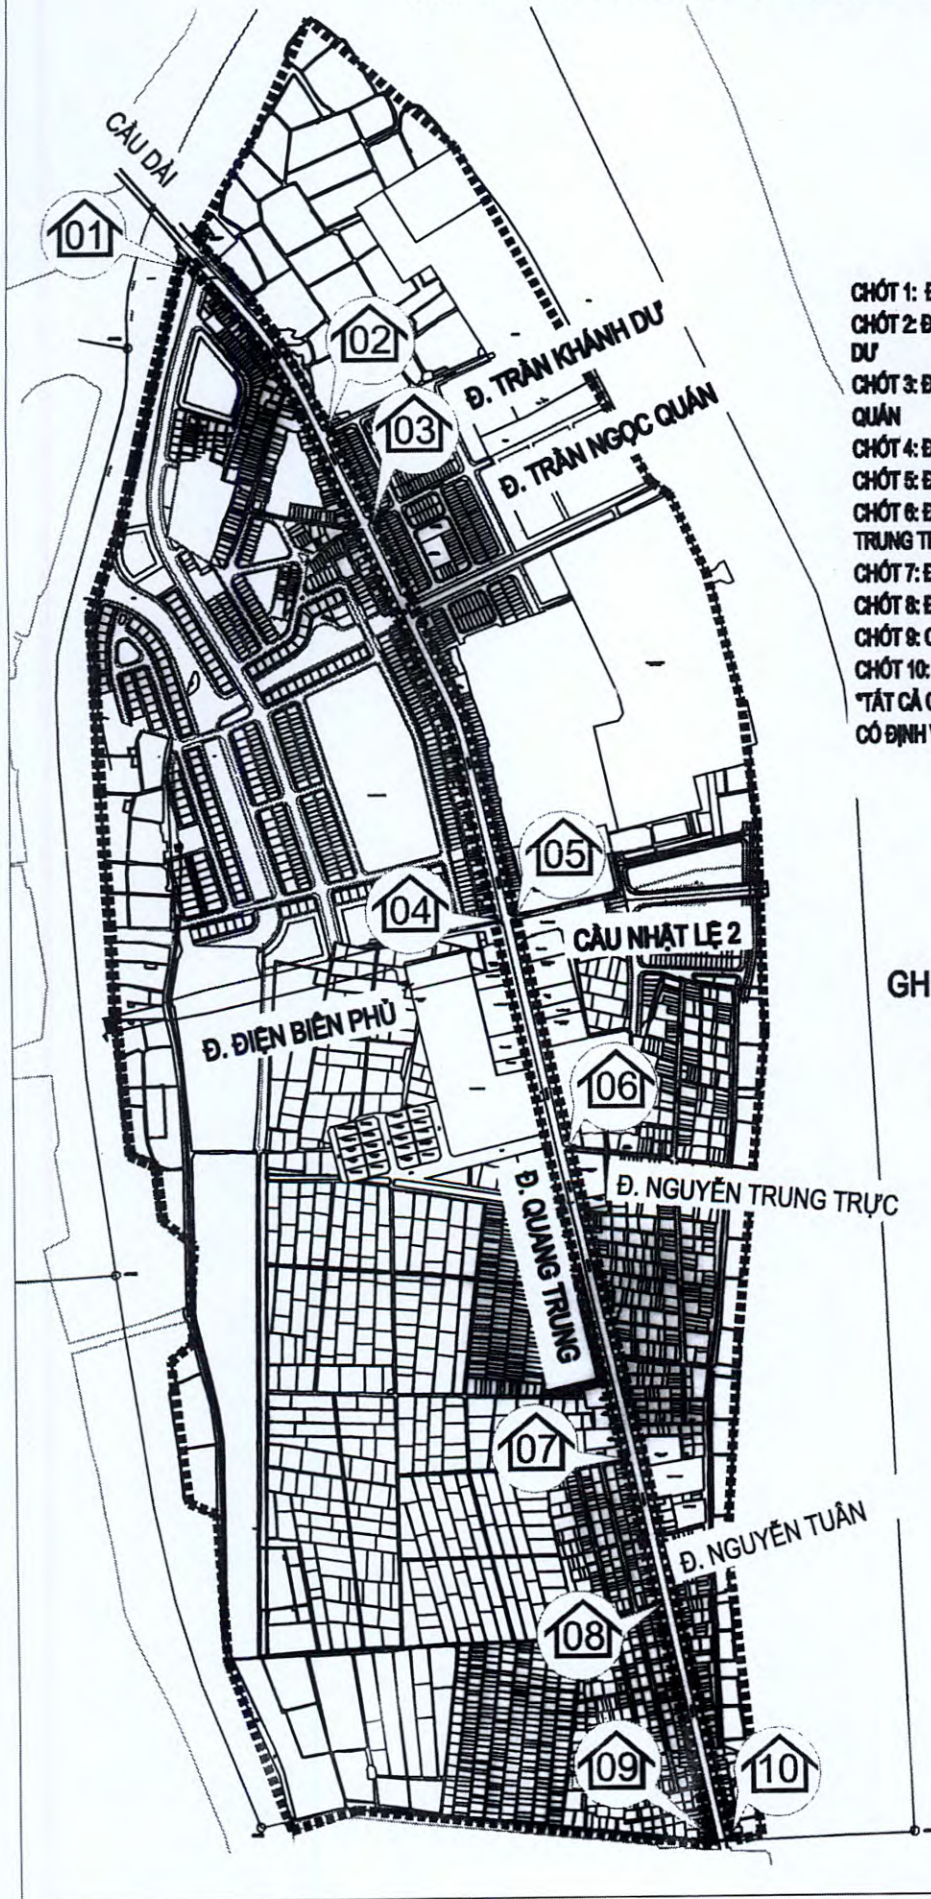 CẦU DÀI
01
02
03
Đ. TRẦN KHÁNH DƯ
Đ. TRẦN NGỌC QUÁN
CHỐT 1: Đ
CHỐT 2: Đ
DƯ
CHỐT 3: Đ
QUÁN
CHỐT 4: Đ
CHỐT 5: Đ
CHỐT 6: Đ
TRUNG T
CHỐT 7: Đ
CHỐT 8: Đ
CHỐT 9: C
CHỐT 10:
*TẤT CẢ C
CÓ ĐỊNH V
05
04
CẦU NHẬT LỆ 2
GH
Đ. ĐIỆN BIÊN PHỦ
06
Đ. NGUYỄN TRUNG TRỰC
Đ. QUANG TRUNG
07
Đ. NGUYỄN TUÂN
08
09
10